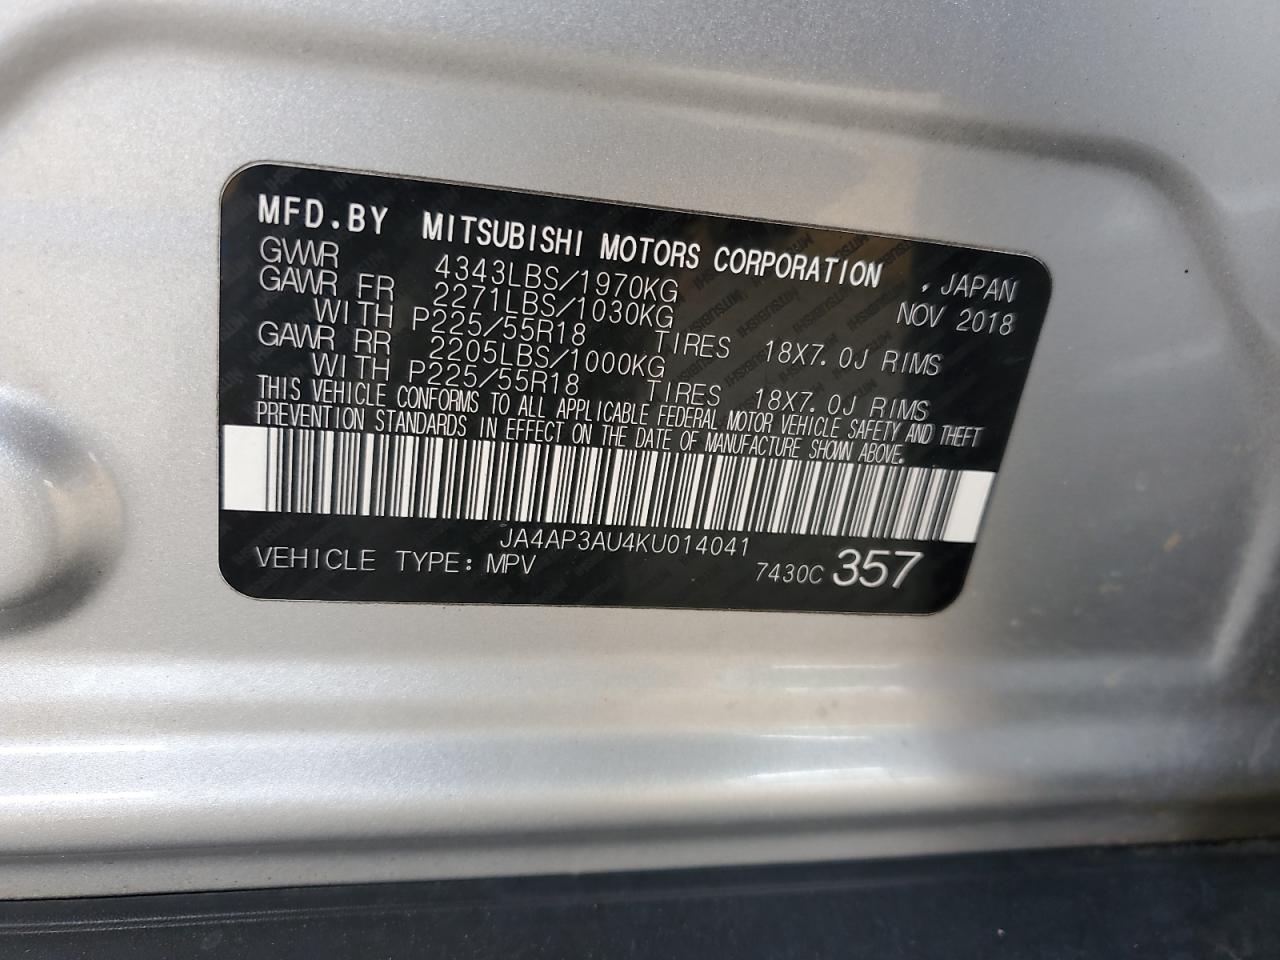 MFD.BY MITSUBISHI MOTORS CORPORATION , JAPAN
GWWR 4343LBS/1970KG NOV 2018
GAWR FR 2271LBS/1030KG
WITH P225/55R18 TIRES 18X7.0J RIMS
GAWR RR 2205LBS/1000KG
WITH P225/55R18 TIRES 18X7.0J RIMS
THIS VEHICLE CONFORMS TO ALL APPLICABLE FEDERAL MOTOR VEHICLE SAFETY AND THEFT
PREVENTION STANDARDS IN EFFECT ON THE DATE OF MANUFACTURE SHOWN ABOVE.
JA4AP3AU4KU014041
VEHICLE TYPE: MPV 7430C 357